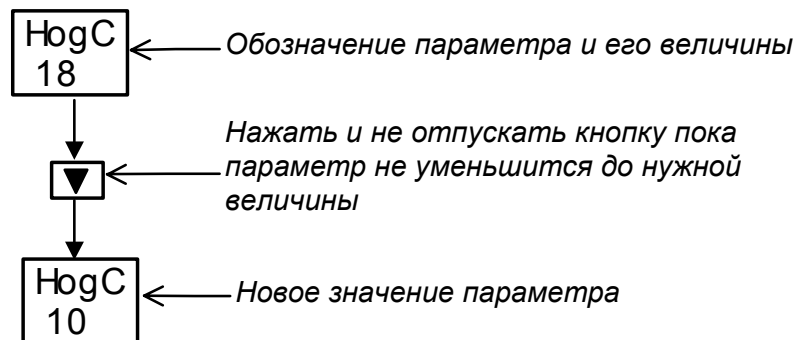 HogC
18
Обозначение параметра и его величины
Нажать и не отпускать кнопку пока
параметр не уменьшится до нужной
величины
HogC
10
Новое значение параметра